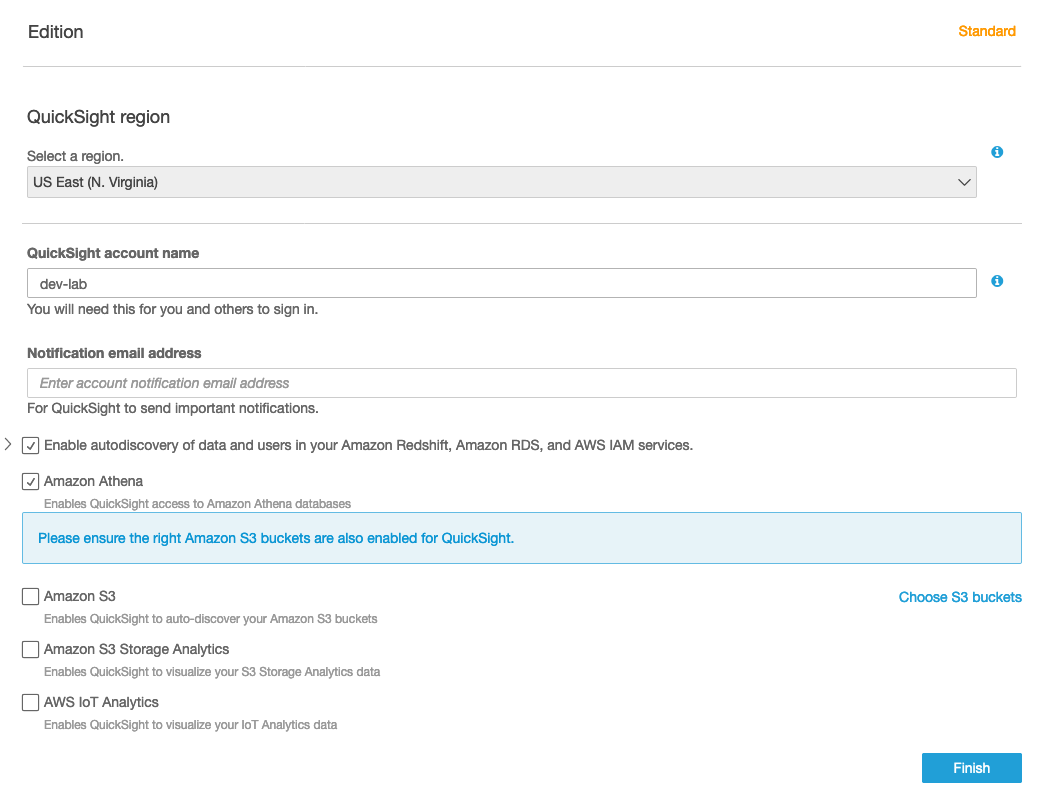 Edition
Standard
QuickSight region
Select a region.
US East (N. Virginia)
QuickSight account name
dev-lab
You will need this for you and others to sign in.
Notification email address
Enter account notification email address
For QuickSight to send important notifications.
Enable autodiscovery of data and users in your Amazon Redshift, Amazon RDS, and AWS IAM services.
Amazon Athena
Enables QuickSight access to Amazon Athena databases
Please ensure the right Amazon S3 buckets are also enabled for QuickSight.
Amazon S3
Choose S3 buckets
Enables QuickSight to auto-discover your Amazon S3 buckets
Amazon S3 Storage Analytics
Enables QuickSight to visualize your S3 Storage Analytics data
AWS IoT Analytics
Enables QuickSight to visualize your IoT Analytics data
Finish